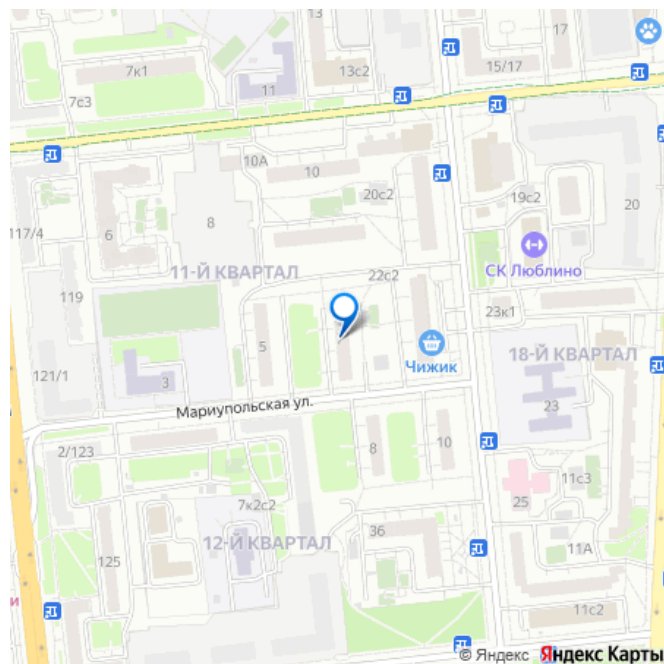 13
17
7к1
13с2
15/17
11
7с3
10А
10
20с2
19с2
20
8
117/4
6
СК Люблино
11-Й КВАРТАЛ
22с2
119
23к1
5
Чижик
18-Й КВАРТАЛ
121/1
3
Мариупольская ул.
23
2/123
8
10
11с3
7к2с2
25
36
12-Й КВАРТАЛ
11А
125
и
11с2
© Яндекс Яндекс Карты